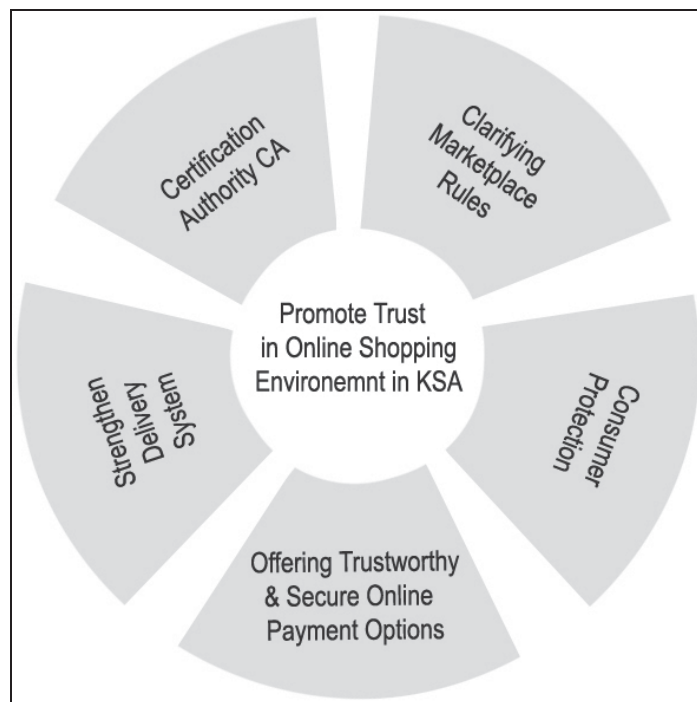 Certification
Authority CA
Clarifying
Marketplace
Rules
Promote Trust
in Online Shopping
Environemnt in KSA
Strengthen
Delivery
System
Consumer
Protection
Offering Trustworthy
& Secure Online
Payment Options